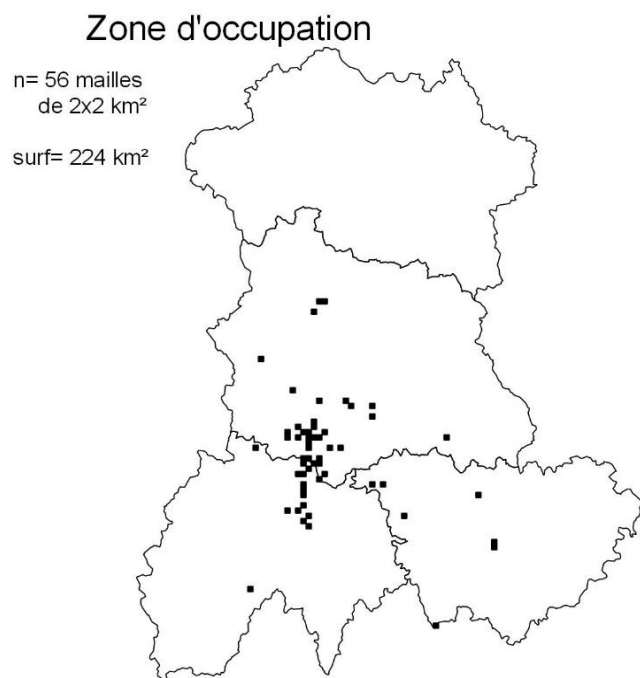 Zone d'occupation
n= 56 mailles
de 2x2 km²
surf= 224 km²